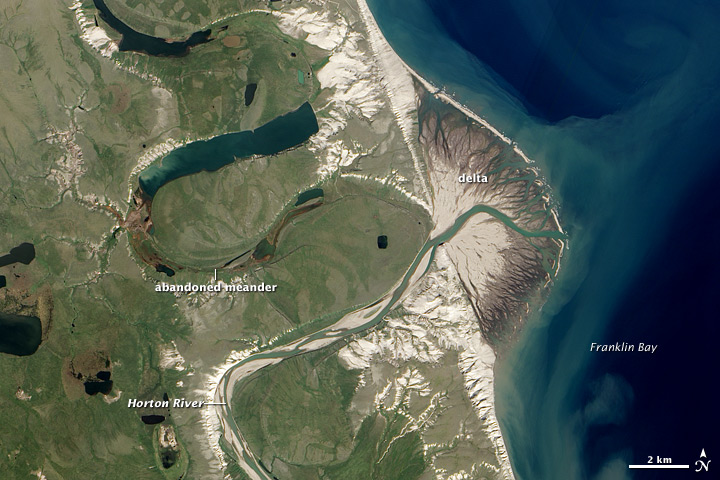 delta
abandoned meander
Franklin Bay
Horton River
2 km
N